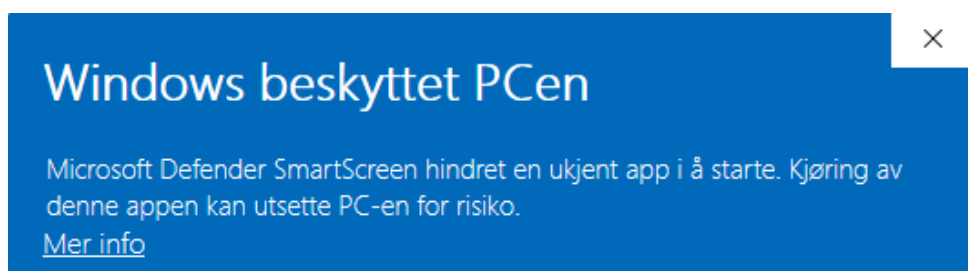 Windows beskyttet PCen
Microsoft Defender SmartScreen hindret en ukjent app i å starte. Kjøring av
denne appen kan utsette PC-en for risiko.
Mer info